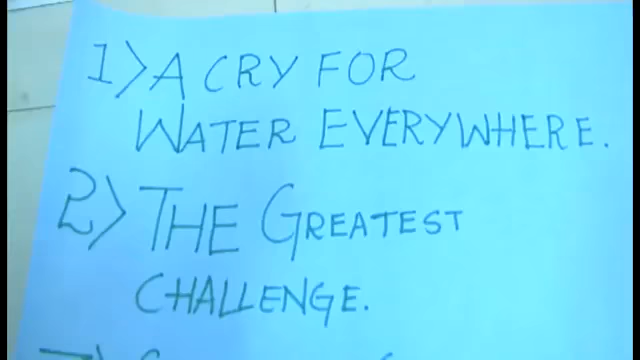 1> A CRY FOR
WATER EVERYWHERE.
2> THE GREATEST
CHALLENGE.